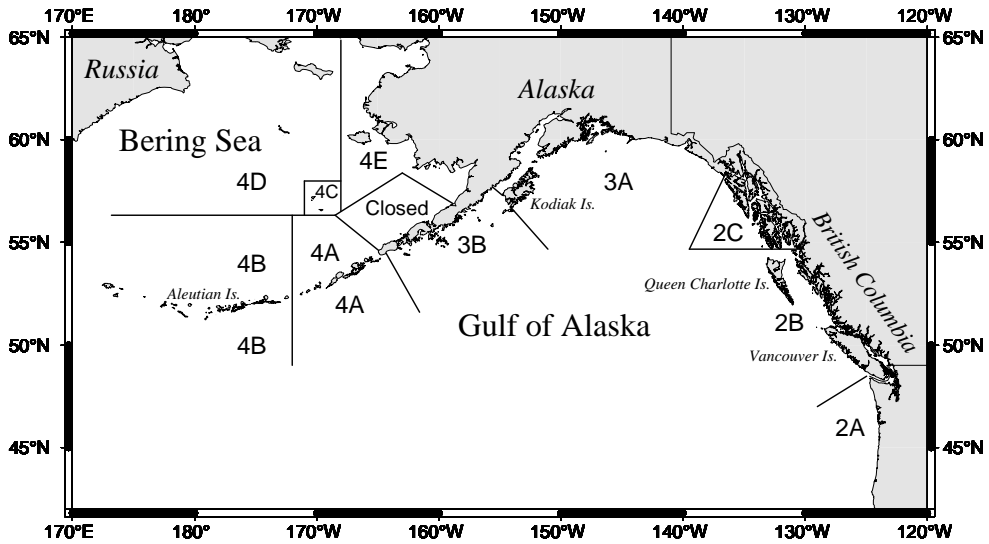 170°E 180° 170°W 160°W 150°W 140°W 130°W 120°W
65°N 65°N
Russia
Alaska
Bering Sea
60°N 60°N
4E
4D
4C
3A
Closed
Kodiak Is.
British Columbia
2C
55°N 55°N
3B
4A
4B
Queen Charlotte Is.
Aleutian Is.
4A
2B
Gulf of Alaska
4B
50°N 50°N
Vancouver Is.
2A
45°N 45°N
170°E 180° 170°W 160°W 150°W 140°W 130°W 120°W